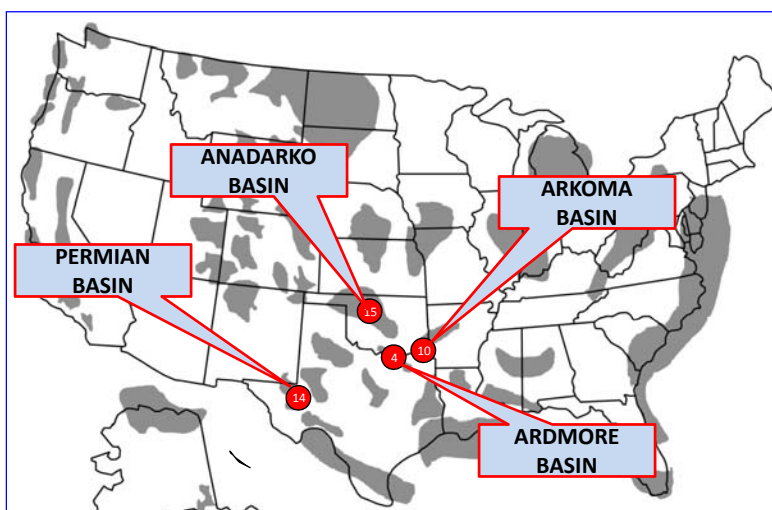 ANADARKO
BASIN
ARKOMA
BASIN
PERMIAN
BASIN
15
4
10
14
ARDMORE
BASIN